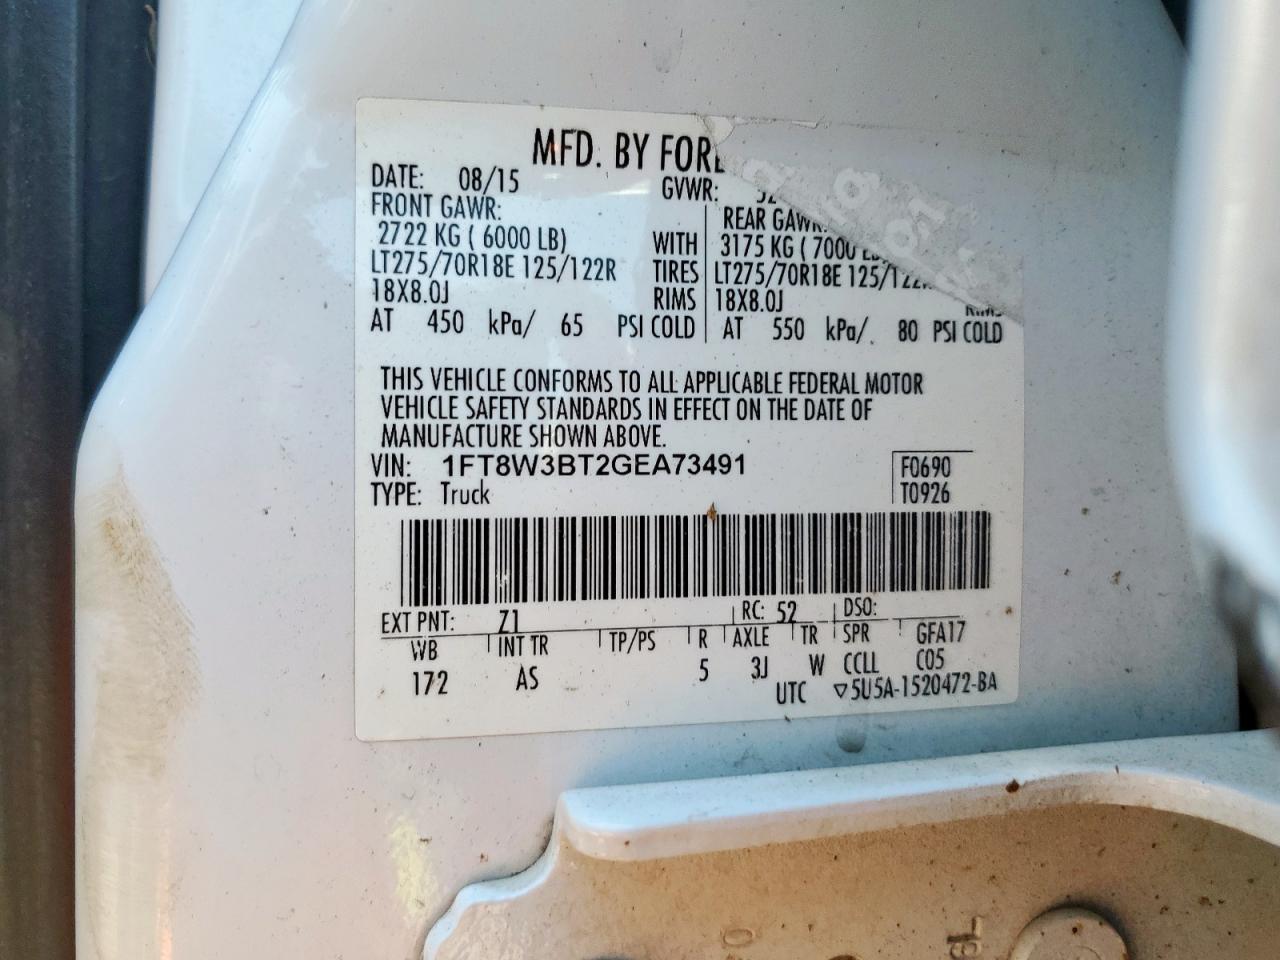 MFD. BY FORD
DATE: 08/15 GVWR:
FRONT GAWR: REAR GAWR:
2722 KG ( 6000 LB) WITH 3175 KG ( 7000 LB)
LT275/70R18E 125/122R TIRES LT275/70R18E 125/122R
18X8.0J RIMS 18X8.0J RIMS
AT 450 kPa/ 65 PSI COLD AT 550 kPa/. 80 PSI COLD
THIS VEHICLE CONFORMS TO ALL APPLICABLE FEDERAL MOTOR
VEHICLE SAFETY STANDARDS IN EFFECT ON THE DATE OF
MANUFACTURE SHOWN ABOVE.
VIN: 1FT8W3BT2GEA73491 F0690
TYPE: Truck T0926
EXT PNT: Z1 RC: 52 DSO:
WB INT TR TP/PS R AXLE TR SPR GFA17
172 AS 5 3J W CCLL C05
UTC ▽5U5A-1520472-BA